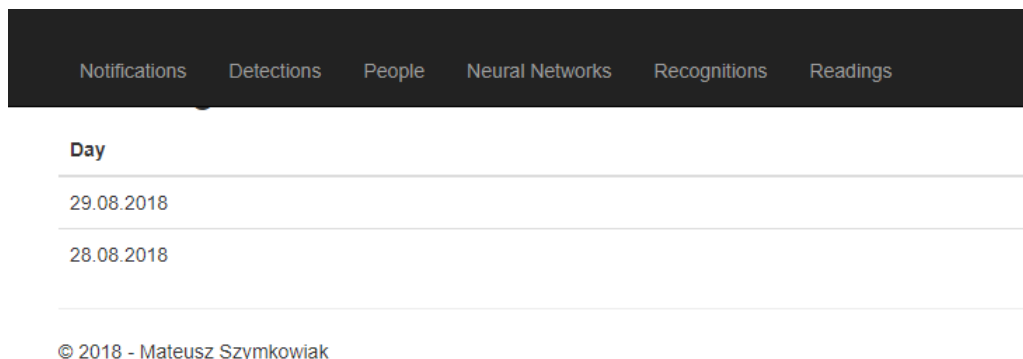 Notifications Detections People Neural Networks Recognitions Readings
Day
29.08.2018
28.08.2018
© 2018 - Mateusz Szymkowiak